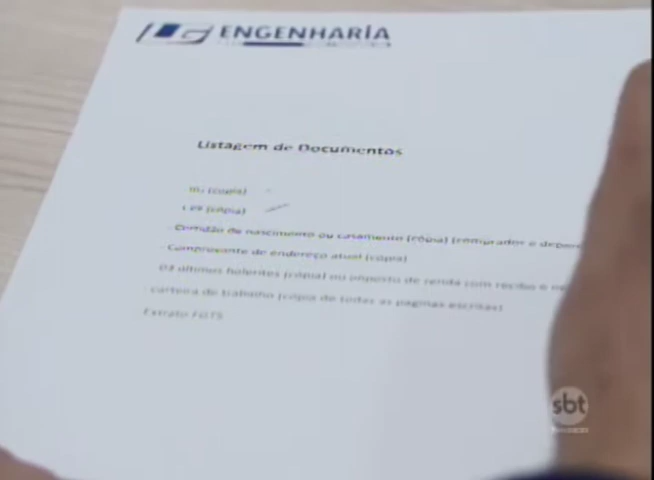 ENGENHARIA
Listagem de Documentos
(cópia)
CPF (cópia)
- Certidão de nascimento ou casamento (cópia) (comprador e
- Comprovante de endereço atual (cópia)
03 últimos holerites (cópia) ou imposto de renda com recibo
- carteira de trabalho (cópia de todas as paginas escritas)
Extrato FGTS
sbt